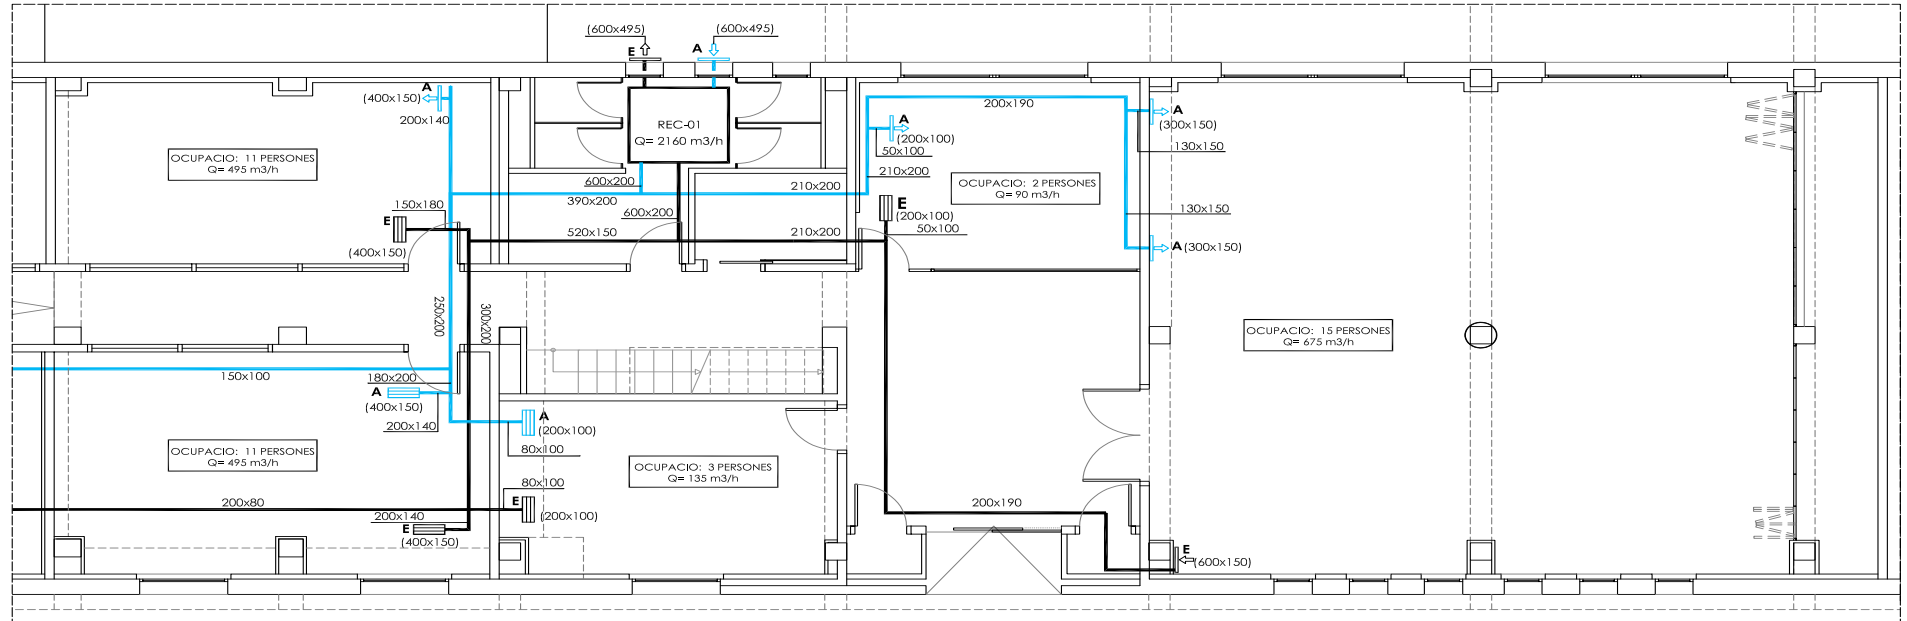 (600x495)
(600x495)
E
A
A
(400x150)
200x140
REC-01
Q= 2160 m3/h
200x190
A
(200x100)
50x100
A
(300x150)
130x150
OCUPACIO: 11 PERSONES
Q= 495 m3/h
600x200
390x200
210x200
210x200
OCUPACIO: 2 PERSONES
Q= 90 m3/h
150x180
E
(400x150)
600x200
520x150
210x200
E
(200x100)
50x100
130x150
A
(300x150)
250x200
300x200
OCUPACIO: 15 PERSONES
Q= 675 m3/h
150x100
180x200
A
(400x150)
200x140
A
(200x100)
80x100
OCUPACIO: 11 PERSONES
Q= 495 m3/h
OCUPACIO: 3 PERSONES
Q= 135 m3/h
80x100
200x80
E
(200x100)
200x140
E
(400x150)
200x190
E
(600x150)